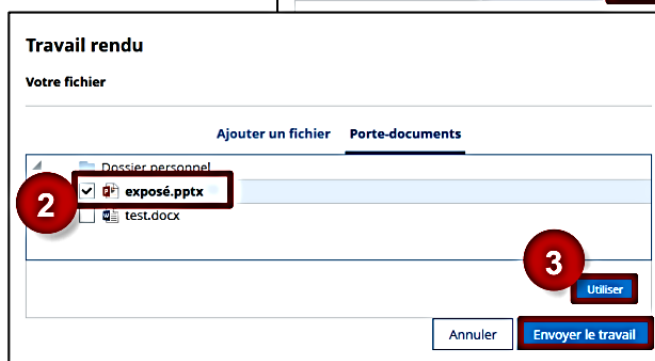 Travail rendu
Votre fichier
Ajouter un fichier Porte-documents
Dossier personnel
2 exposé.pptx
test.docx
3
Utiliser
Annuler Envoyer le travail